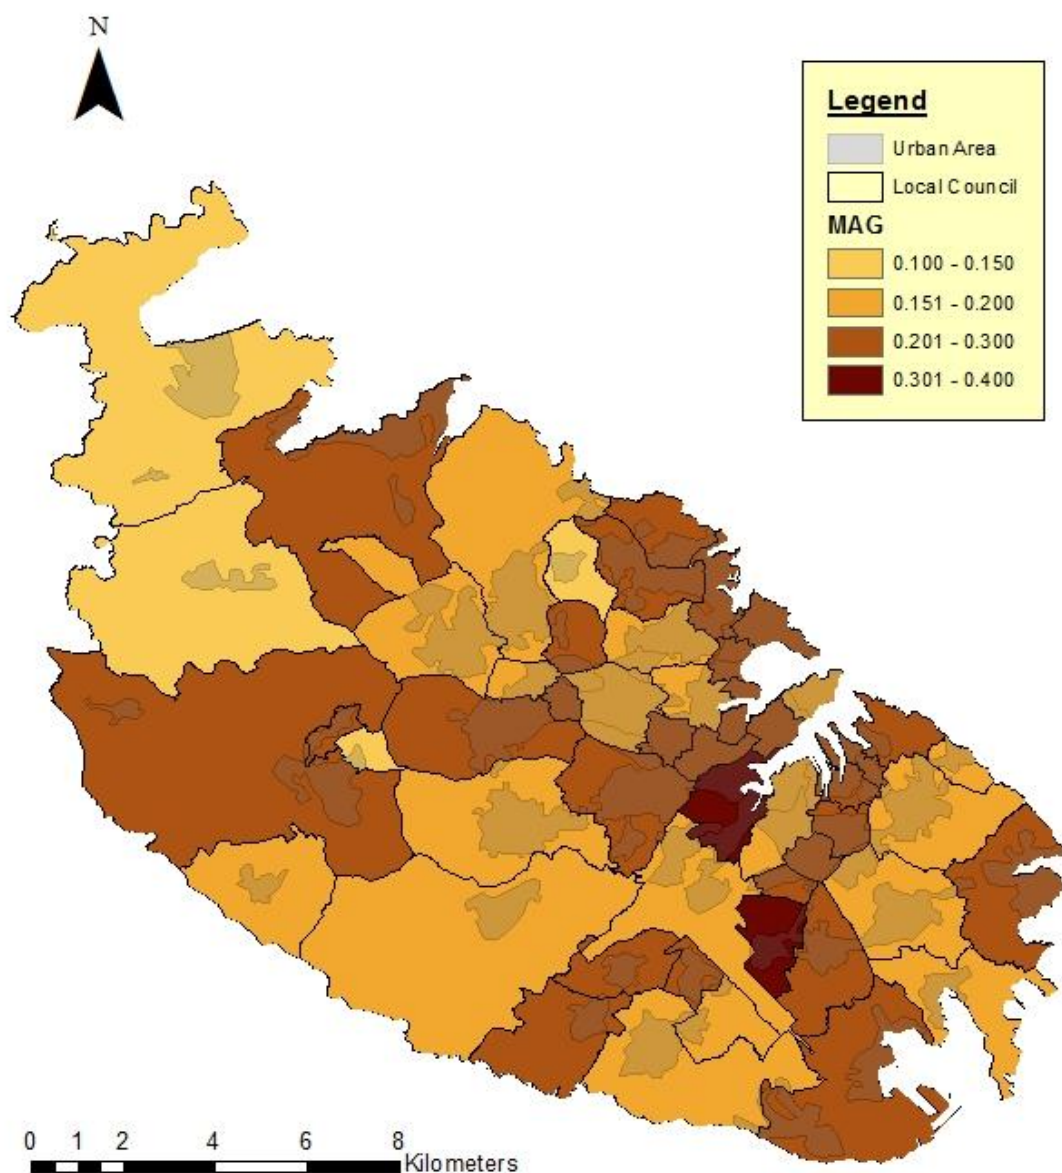 N
Legend
Urban Area
Local Council
MAG
0.100 - 0.150
0.151 - 0.200
0.201 - 0.300
0.301 - 0.400
0 1 2 4 6 8
Kilometers